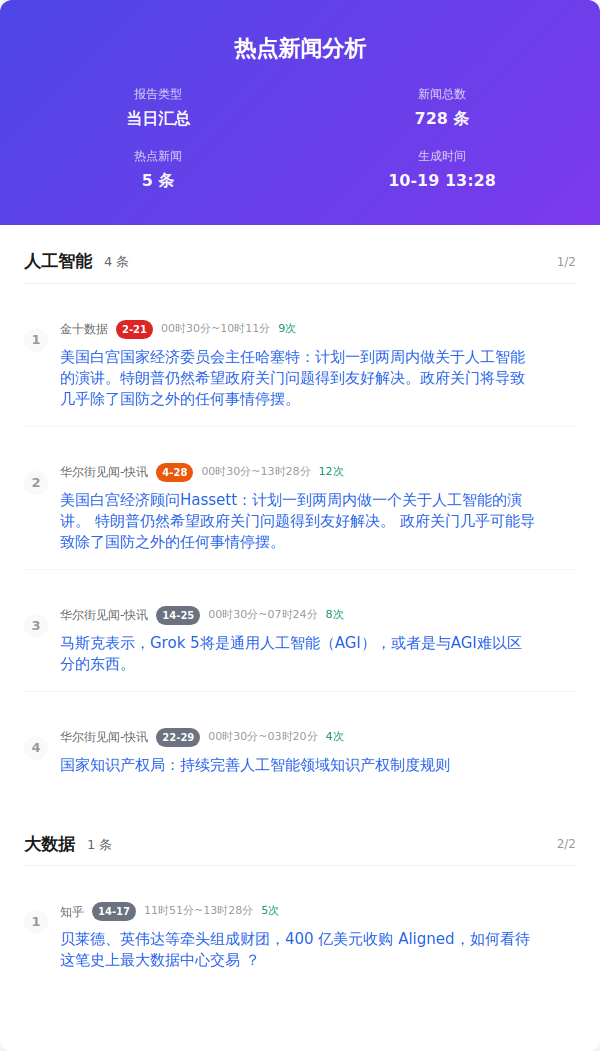 热点新闻分析
报告类型
新闻总数
当日汇总
728 条
热点新闻
生成时间
5 条
10-19 13:28
人工智能 4 条 1/2
1
金十数据 2-21 00时30分~10时11分 9次
美国白宫国家经济委员会主任哈塞特：计划一到两周内做关于人工智能
的演讲。特朗普仍然希望政府关门问题得到友好解决。政府关门将导致
几乎除了国防之外的任何事情停摆。
2
华尔街见闻-快讯 4-28 00时30分~13时28分 12次
美国白宫经济顾问Hassett：计划一到两周内做一个关于人工智能的演
讲。 特朗普仍然希望政府关门问题得到友好解决。 政府关门几乎可能导
致除了国防之外的任何事情停摆。
3
华尔街见闻-快讯 14-25 00时30分~07时24分 8次
马斯克表示，Grok 5将是通用人工智能（AGI），或者是与AGI难以区
分的东西。
4
华尔街见闻-快讯 22-29 00时30分~03时20分 4次
国家知识产权局：持续完善人工智能领域知识产权制度规则
大数据 1 条 2/2
1
知乎 14-17 11时51分~13时28分 5次
贝莱德、英伟达等牵头组成财团，400 亿美元收购 Aligned，如何看待
这笔史上最大数据中心交易 ？